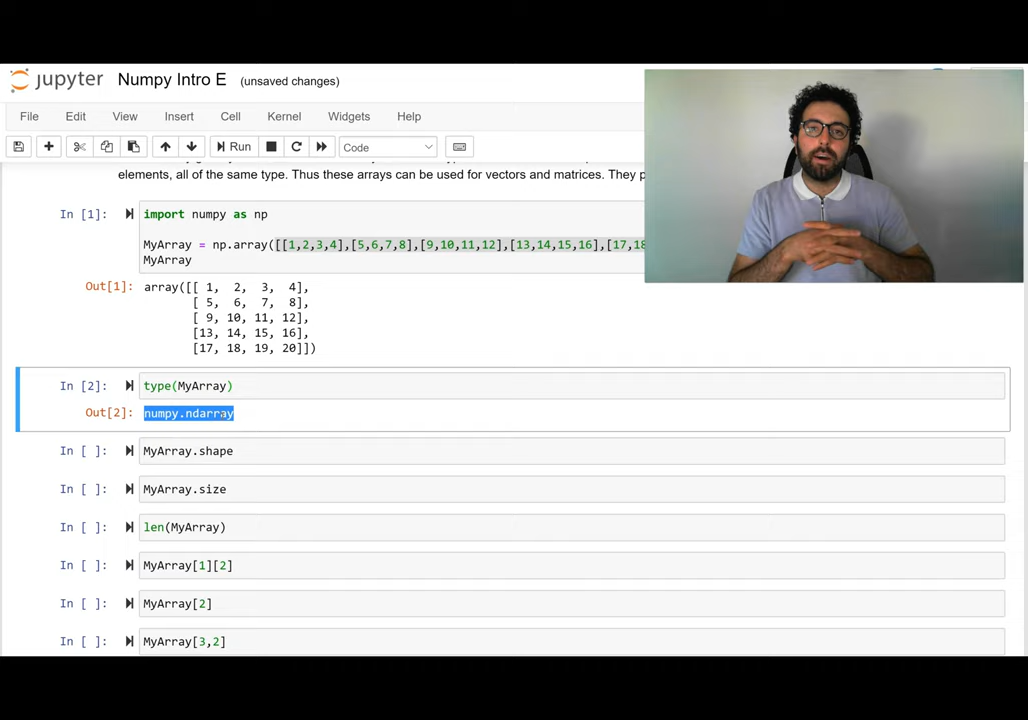 jupyter Numpy Intro E (unsaved changes)
File Edit View Insert Cell Kernel Widgets Help
Run Code
elements, all of the same type. Thus these arrays can be used for vectors and matrices. They
In [1]: import numpy as np
MyArray = np.array([[1,2,3,4],[5,6,7,8],[9,10,11,12],[13,14,15,16],[17,18
MyArray
Out[1]: array([[ 1, 2, 3, 4],
[ 5, 6, 7, 8],
[ 9, 10, 11, 12],
[13, 14, 15, 16],
[17, 18, 19, 20]])
In [2]: type(MyArray)
Out[2]: numpy.ndarray
In [ ]: MyArray.shape
In [ ]: MyArray.size
In [ ]: len(MyArray)
In [ ]: MyArray[1][2]
In [ ]: MyArray[2]
In [ ]: MyArray[3,2]